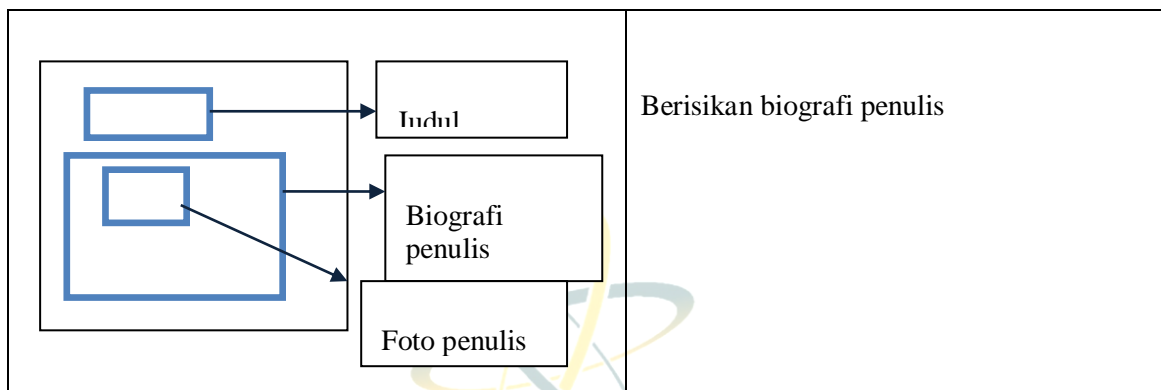 Judul
Biografi
penulis
Foto penulis
Berisikan biografi penulis